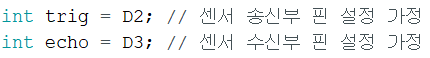 int trig = D2; // 센서 송신부 핀 설정 가정
int echo = D3; // 센서 수신부 핀 설정 가정